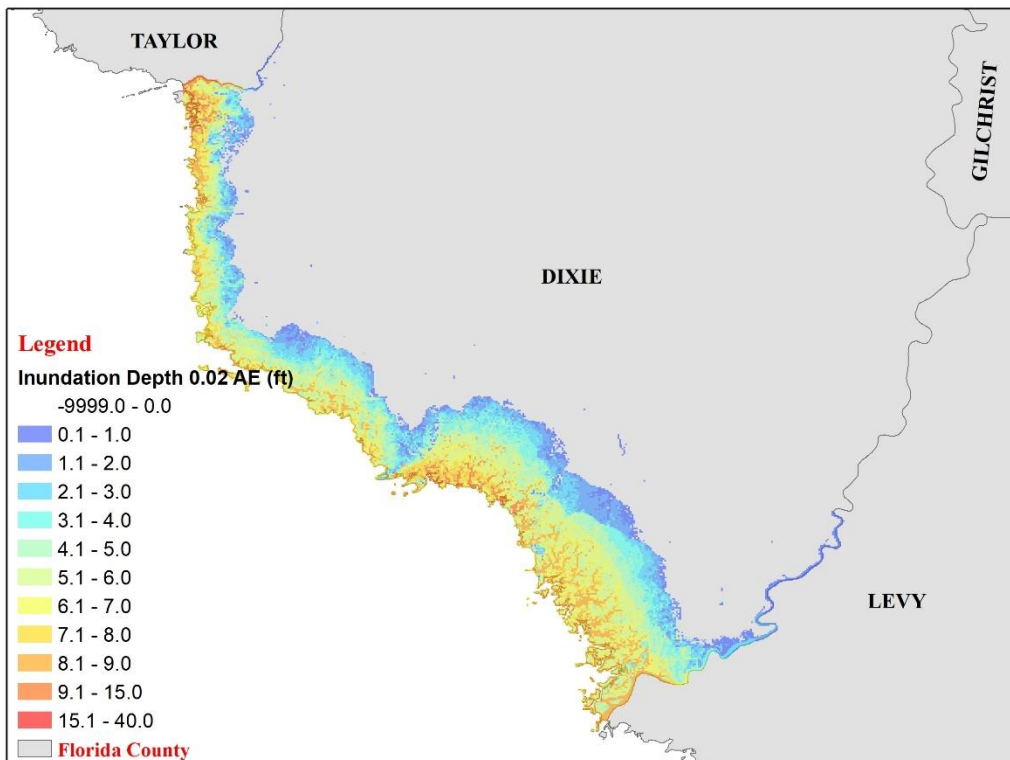 TAYLOR
GILCHRIST
DIXIE
LEVY
Legend
Inundation Depth 0.02 AE (ft)
-9999.0 - 0.0
0.1 - 1.0
1.1 - 2.0
2.1 - 3.0
3.1 - 4.0
4.1 - 5.0
5.1 - 6.0
6.1 - 7.0
7.1 - 8.0
8.1 - 9.0
9.1 - 15.0
15.1 - 40.0
Florida County